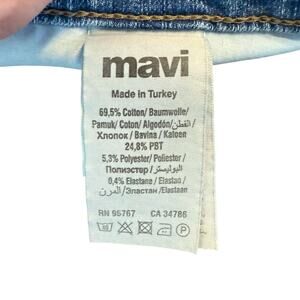 mavi
Made in Turkey
69,5% Cotton/ Baumwolle/
Pamuk/ Coton/ Algodón/ القطن/
Хлопок / Bavlna / Katoen
24,8% PBT
5,3% Polyester/ Poliester /
Полиэстер / البوليستر/
0,4% Elastane / Elastan /
المرن/ Эластан /Elastaan
RN 95767 CA 34786